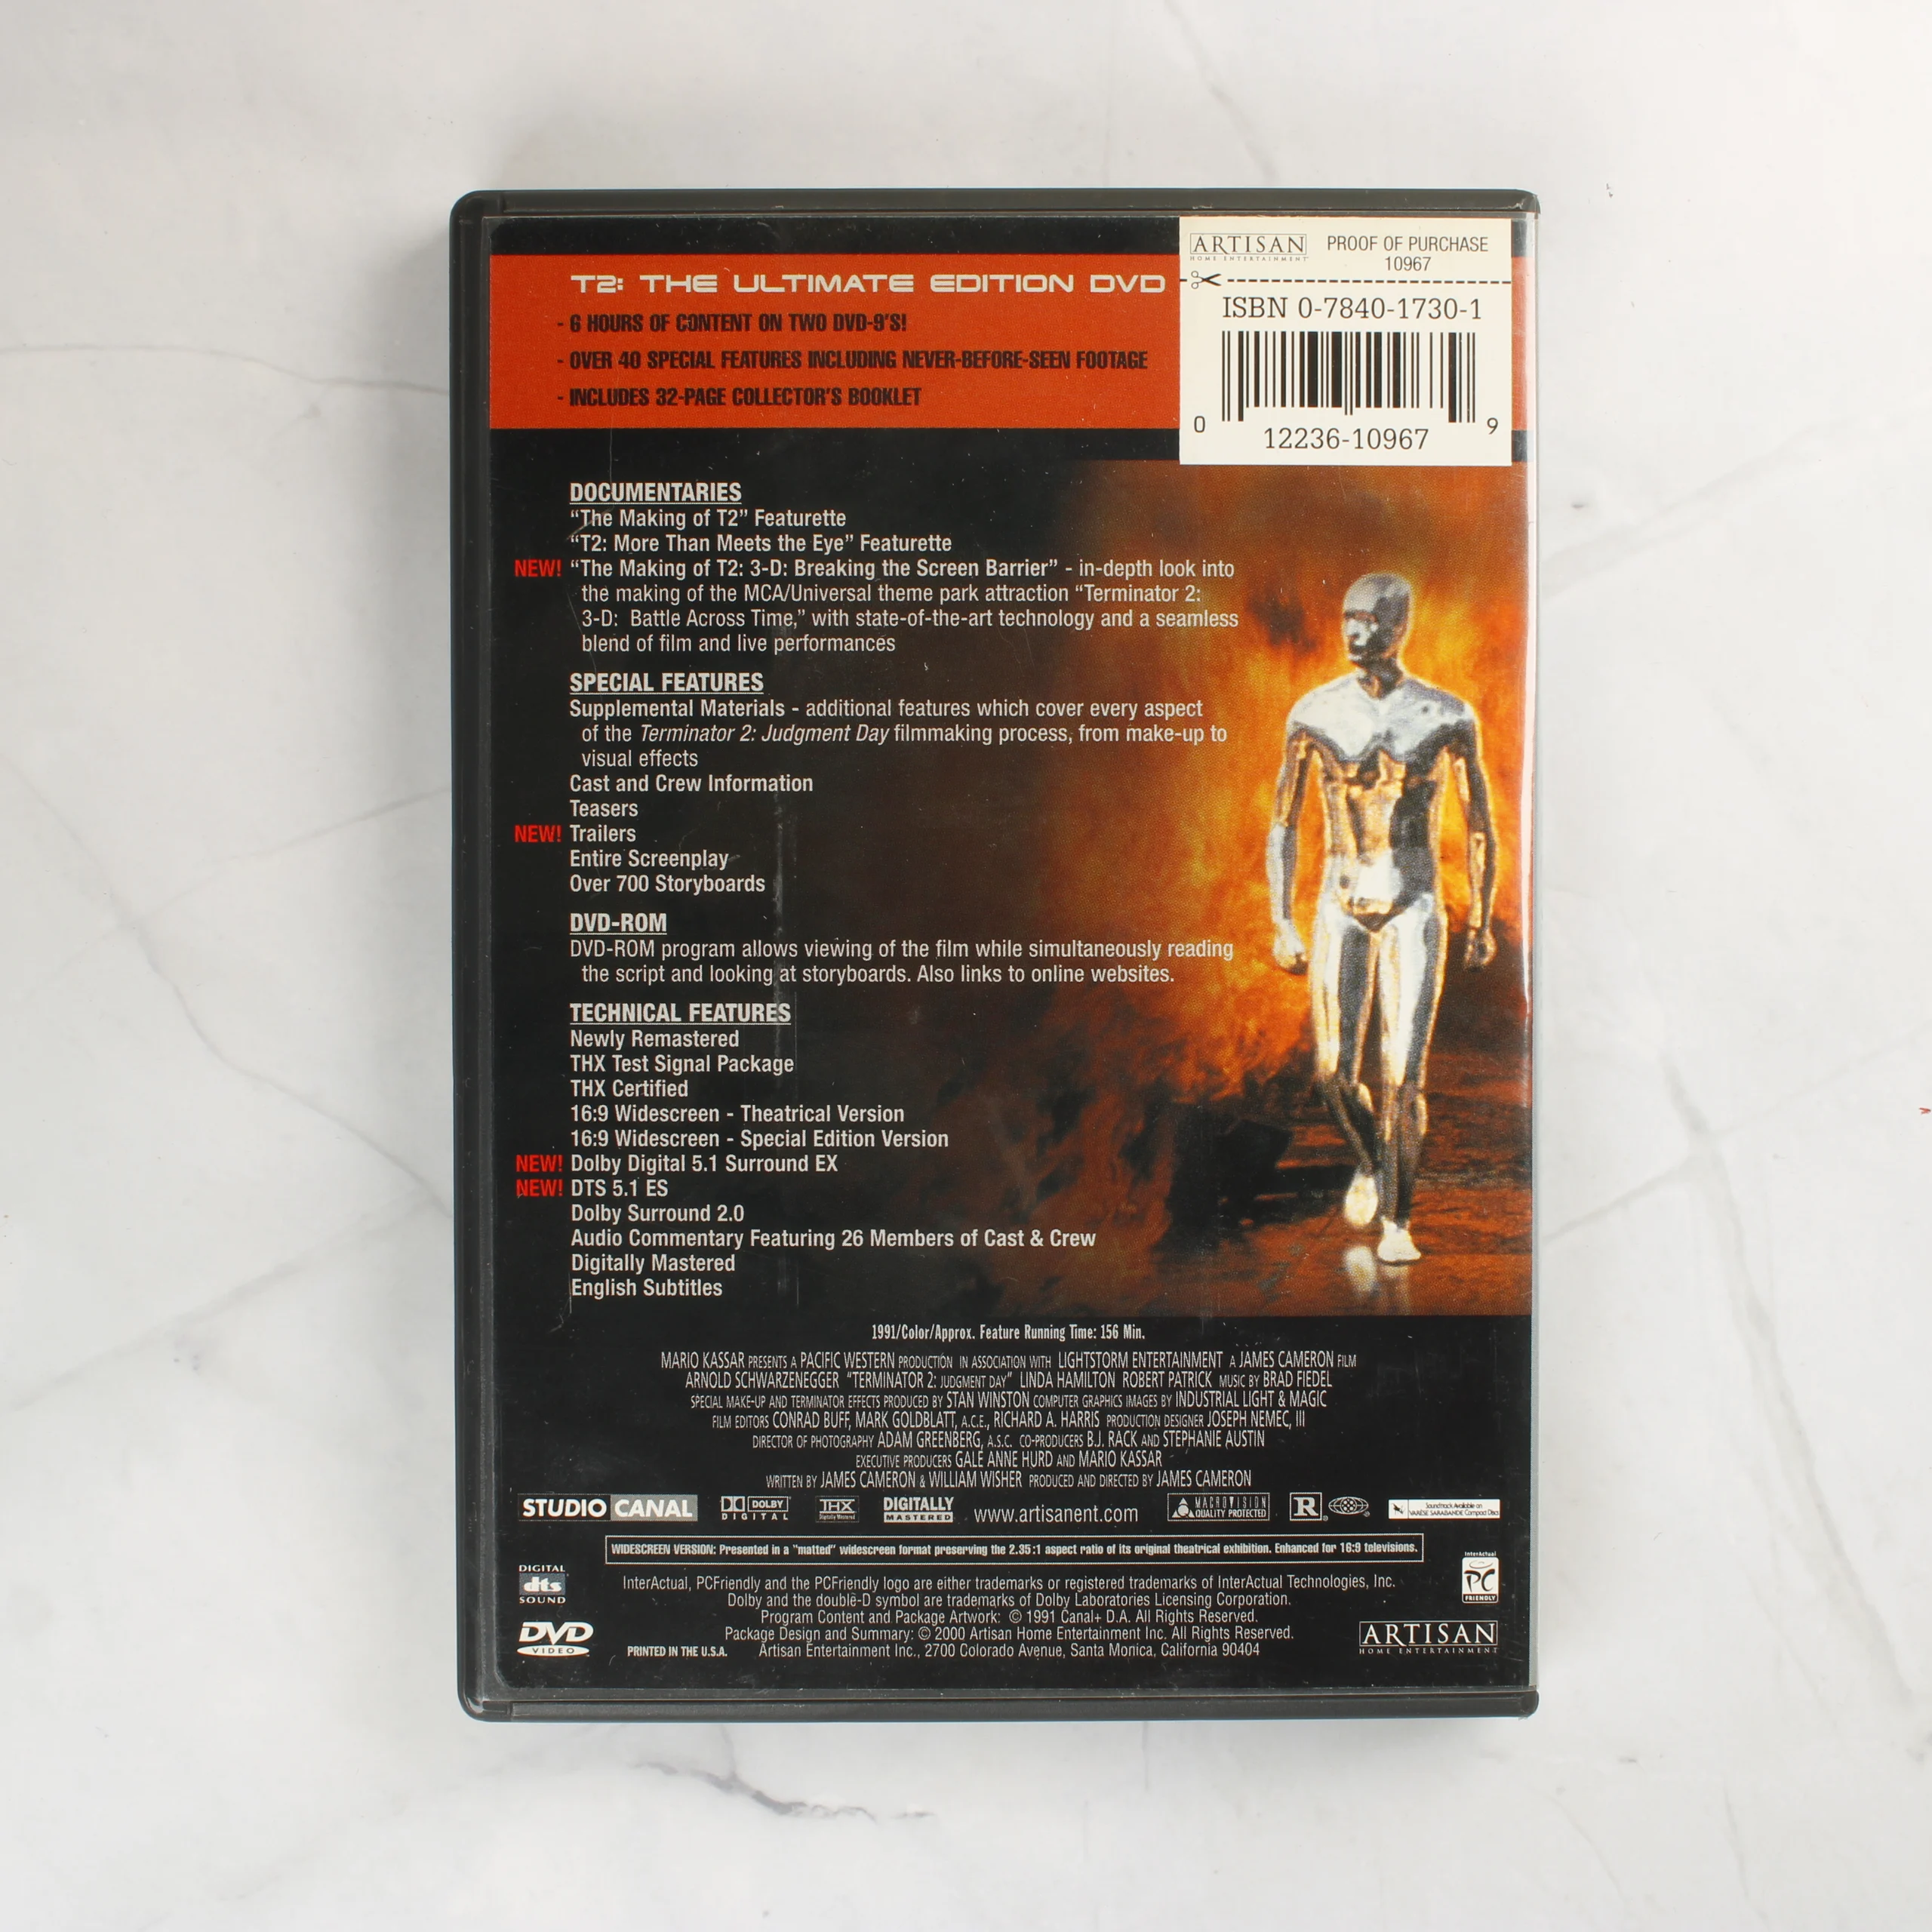 ARTISAN PROOF OF PURCHASE
HOME ENTERTAINMENT 10967
ISBN 0-7840-1730-1
0 12236-10967 9
T2: THE ULTIMATE EDITION DVD
- 6 HOURS OF CONTENT ON TWO DVD-9'S!
- OVER 40 SPECIAL FEATURES INCLUDING NEVER-BEFORE-SEEN FOOTAGE
- INCLUDES 32-PAGE COLLECTOR'S BOOKLET
DOCUMENTARIES
“The Making of T2” Featurette
“T2: More Than Meets the Eye” Featurette
NEW! “The Making of T2: 3-D: Breaking the Screen Barrier” - in-depth look into
the making of the MCA/Universal theme park attraction “Terminator 2:
3-D: Battle Across Time,” with state-of-the-art technology and a seamless
blend of film and live performances
SPECIAL FEATURES
Supplemental Materials - additional features which cover every aspect
of the Terminator 2: Judgment Day filmmaking process, from make-up to
visual effects
Cast and Crew Information
Teasers
NEW! Trailers
Entire Screenplay
Over 700 Storyboards
DVD-ROM
DVD-ROM program allows viewing of the film while simultaneously reading
the script and looking at storyboards. Also links to online websites.
TECHNICAL FEATURES
Newly Remastered
THX Test Signal Package
THX Certified
16:9 Widescreen - Theatrical Version
16:9 Widescreen - Special Edition Version
NEW! Dolby Digital 5.1 Surround EX
NEW! DTS 5.1 ES
Dolby Surround 2.0
Audio Commentary Featuring 26 Members of Cast & Crew
Digitally Mastered
English Subtitles
1991/Color/Approx. Feature Running Time: 156 Min.
MARIO KASSAR PRESENTS A PACIFIC WESTERN PRODUCTION IN ASSOCIATION WITH LIGHTSTORM ENTERTAINMENT A JAMES CAMERON FILM
ARNOLD SCHWARZENEGGER “TERMINATOR 2: JUDGMENT DAY” LINDA HAMILTON ROBERT PATRICK MUSIC BY BRAD FIEDEL
SPECIAL MAKE-UP AND TERMINATOR EFFECTS PRODUCED BY STAN WINSTON COMPUTER GRAPHICS IMAGES BY INDUSTRIAL LIGHT & MAGIC
FILM EDITORS CONRAD BUFF, MARK GOLDBLATT, A.C.E., RICHARD A. HARRIS PRODUCTION DESIGNER JOSEPH NEMEC, III
DIRECTOR OF PHOTOGRAPHY ADAM GREENBERG, A.S.C. CO-PRODUCERS B.J. RACK AND STEPHANIE AUSTIN
EXECUTIVE PRODUCERS GALE ANNE HURD AND MARIO KASSAR
WRITTEN BY JAMES CAMERON & WILLIAM WISHER PRODUCED AND DIRECTED BY JAMES CAMERON
STUDIO CANAL DOLBY DIGITAL THX Digitally Mastered DIGITALLY MASTERED www.artisanent.com MACROVISION QUALITY PROTECTED R Soundtrack Available on VARÈSE SARABANDE Compact Discs
WIDESCREEN VERSION: Presented in a "matted" widescreen format preserving the 2.35:1 aspect ratio of its original theatrical exhibition. Enhanced for 16:9 televisions.
DIGITAL dts SOUND
InterActual PC FRIENDLY
InterActual, PCFriendly and the PCFriendly logo are either trademarks or registered trademarks of InterActual Technologies, Inc.
Dolby and the double-D symbol are trademarks of Dolby Laboratories Licensing Corporation.
Program Content and Package Artwork: © 1991 Canal+ D.A. All Rights Reserved.
Package Design and Summary: © 2000 Artisan Home Entertainment Inc. All Rights Reserved.
DVD VIDEO PRINTED IN THE U.S.A. Artisan Entertainment Inc., 2700 Colorado Avenue, Santa Monica, California 90404
ARTISAN
HOME ENTERTAINMENT